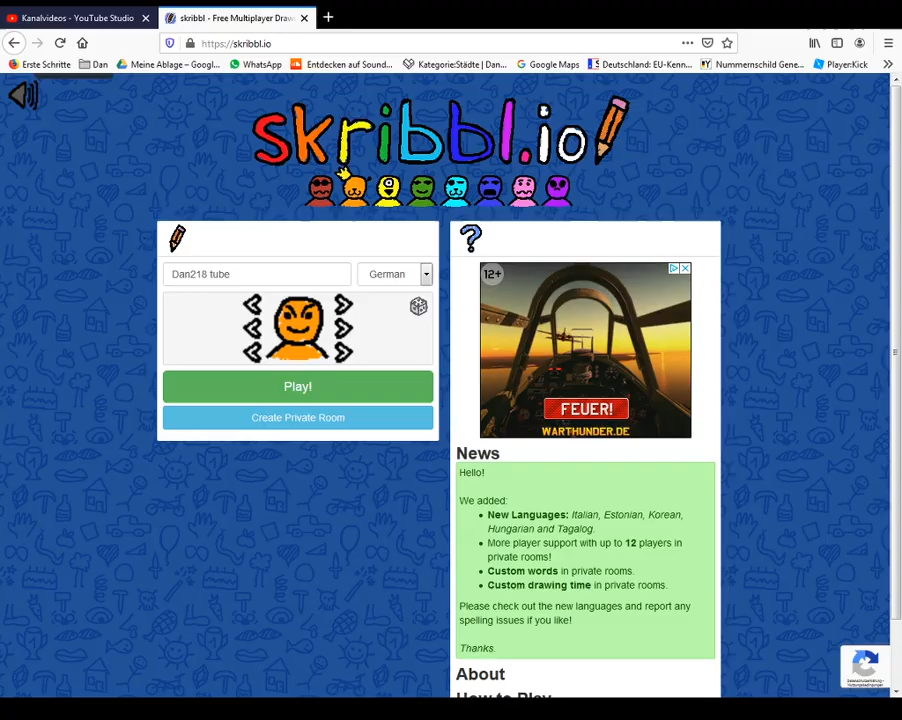 Kanalvideos - YouTube Studio
skribbl - Free Multiplayer Draw
https://skribbl.io
Erste Schritte
Dan
Meine Ablage – Googl...
WhatsApp
Entdecken auf Sound...
Kategorie:Städte | Dan...
Google Maps
Deutschland: EU-Kenn...
Nummernschild Gene...
Player:Kick
skribbl.io
Dan218 tube
German
Play!
Create Private Room
?
12+
FEUER!
WARTHUNDER.DE
News
Hello!
We added:
New Languages: Italian, Estonian, Korean,
Hungarian and Tagalog.
More player support with up to 12 players in
private rooms!
Custom words in private rooms.
Custom drawing time in private rooms.
Please check out the new languages and report any
spelling issues if you like!
Thanks.
About
How to Play